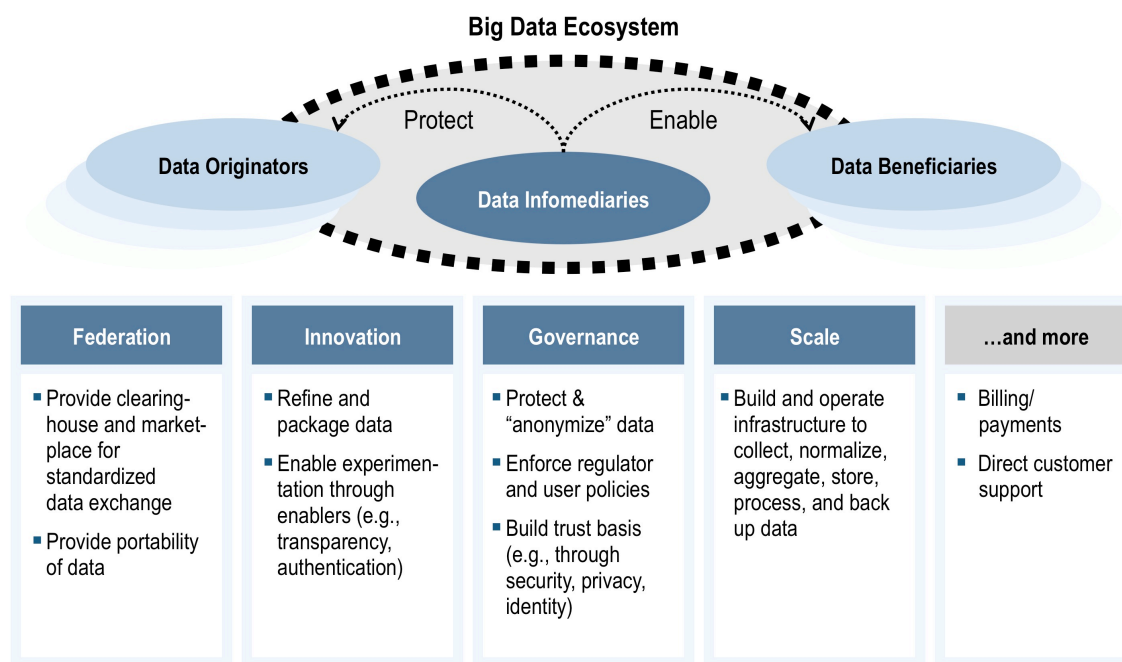 Big Data Ecosystem
Protect
Enable
Data Originators
Data Infomediaries
Data Beneficiaries
Federation
▪ Provide clearing-
house and market-
place for
standardized
data exchange
▪ Provide portability
of data
Innovation
▪ Refine and
package data
▪ Enable experimen-
tation through
enablers (e.g.,
transparency,
authentication)
Governance
▪ Protect &
“anonymize” data
▪ Enforce regulator
and user policies
▪ Build trust basis
(e.g., through
security, privacy,
identity)
Scale
▪ Build and operate
infrastructure to
collect, normalize,
aggregate, store,
process, and back
up data
…and more
▪ Billing/
payments
▪ Direct customer
support